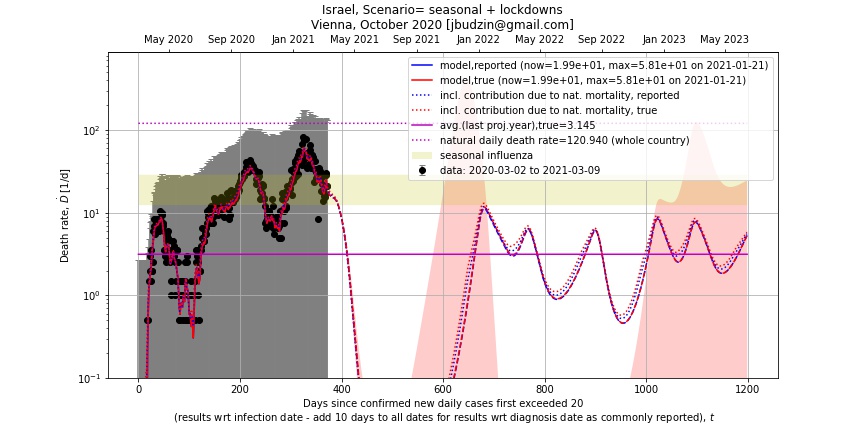 Israel, Scenario= seasonal + lockdowns
Vienna, October 2020 [jbudzin@gmail.com]
May 2020 Sep 2020 Jan 2021 May 2021 Sep 2021 Jan 2022 May 2022 Sep 2022 Jan 2023 May 2023
model,reported (now=1.99e+01, max=5.81e+01 on 2021-01-21)
model,true (now=1.99e+01, max=5.81e+01 on 2021-01-21)
incl. contribution due to nat. mortality, reported
incl. contribution due to nat. mortality, true
avg.(last proj.year),true=3.145
natural daily death rate=120.940 (whole country)
seasonal influenza
data: 2020-03-02 to 2021-03-09
Death rate, D [1/d]
10²
10¹
10⁰
10⁻¹
0 200 400 600 800 1000 1200
Days since confirmed new daily cases first exceeded 20
(results wrt infection date - add 10 days to all dates for results wrt diagnosis date as commonly reported), t